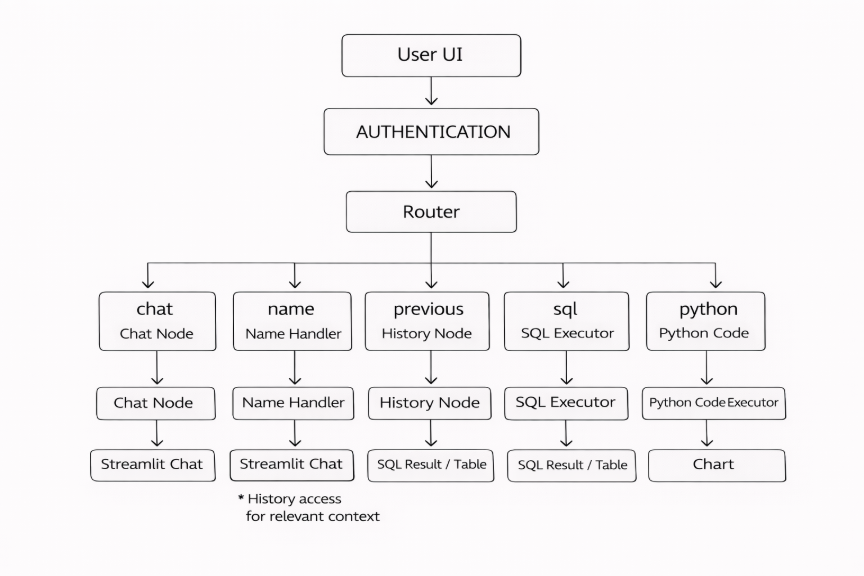 User UI
AUTHENTICATION
Router
chat
Chat Node
name
Name Handler
previous
History Node
sql
SQL Executor
python
Python Code
Chat Node
Name Handler
History Node
SQL Executor
Python Code Executor
Streamlit Chat
Streamlit Chat
SQL Result / Table
SQL Result / Table
Chart
* History access
for relevant context